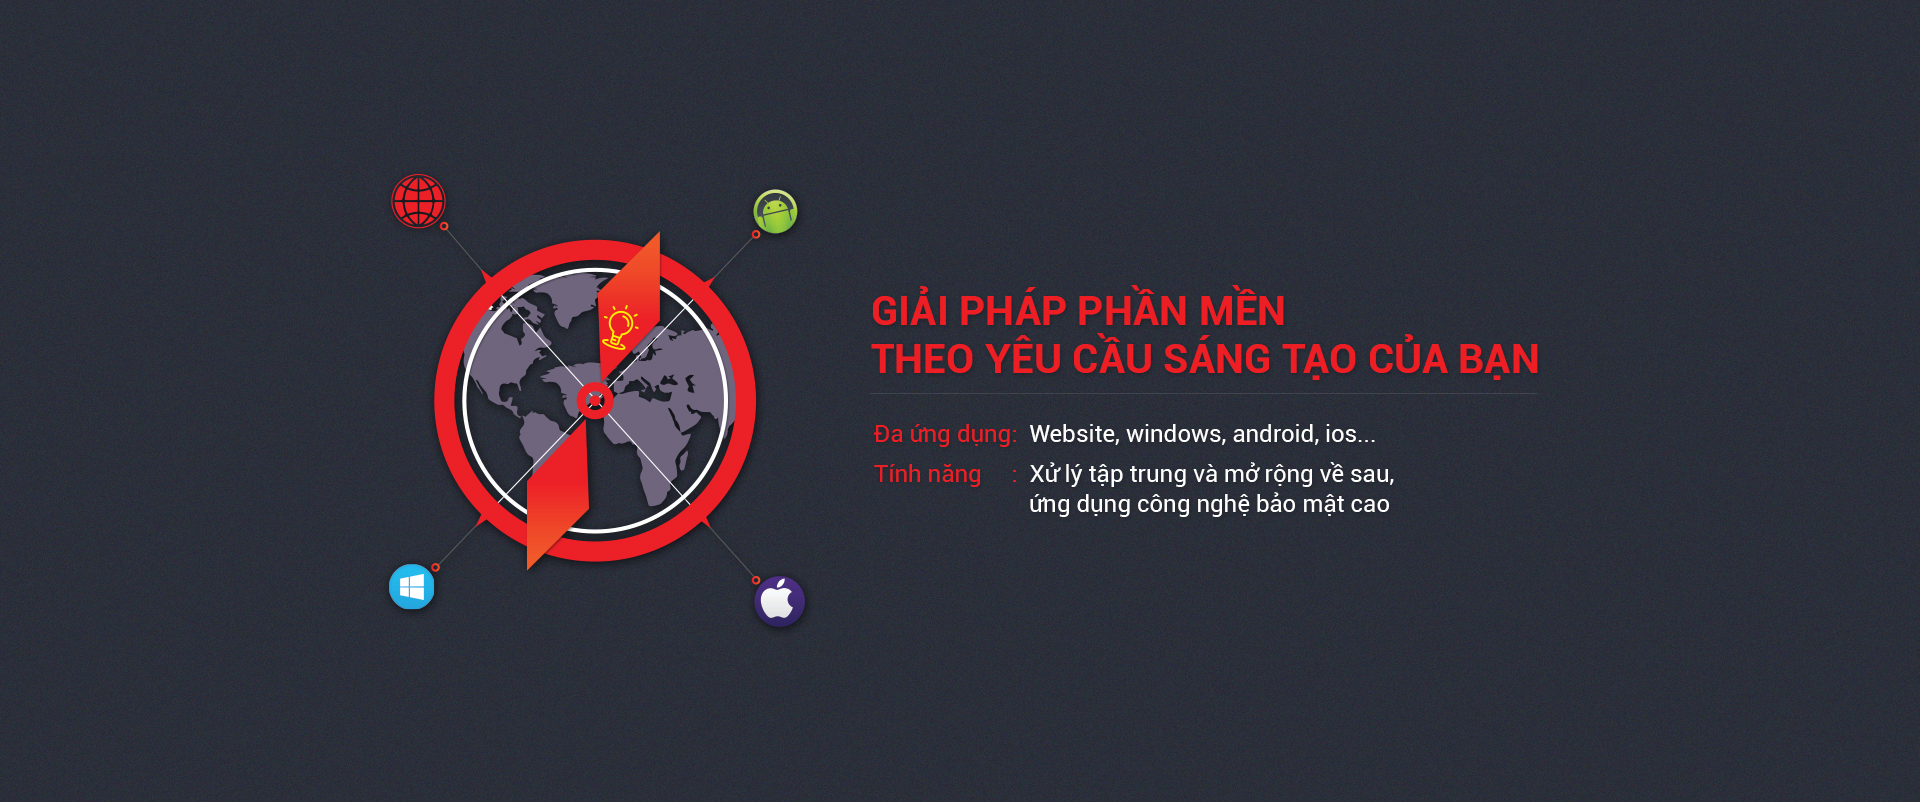 GIẢI PHÁP PHẦN MỀN
THEO YÊU CẦU SÁNG TẠO CỦA BẠN
Đa ứng dụng: Website, windows, android, ios...
Tính năng : Xử lý tập trung và mở rộng về sau,
ứng dụng công nghệ bảo mật cao